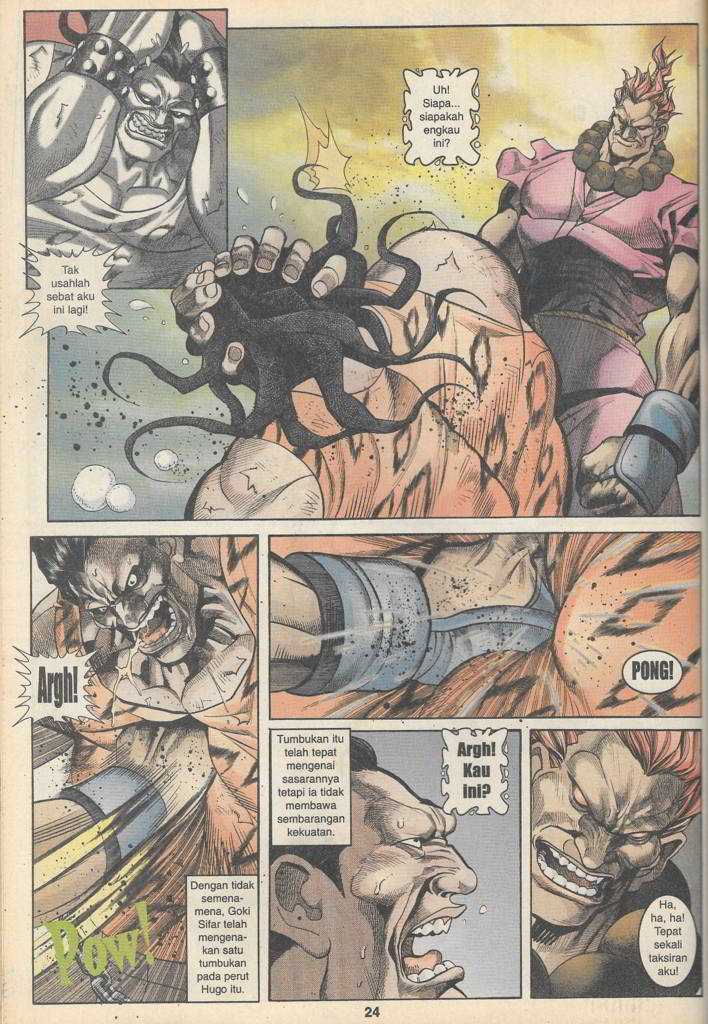 Tak
usahlah
sebat aku
ini lagi!
Uh!
Siapa...
siapakah
engkau
ini?
Argh!
Pow!
Dengan tidak
semena-
mena, Goki
Sifar telah
mengena-
kan satu
tumbukan
pada perut
Hugo itu.
PONG!
Tumbukan itu
telah tepat
mengenai
sasarannya
tetapi ia tidak
membawa
sembarangan
kekuatan.
Argh!
Kau
ini?
Ha,
ha, ha!
Tepat
sekali
taksiran
aku!
24